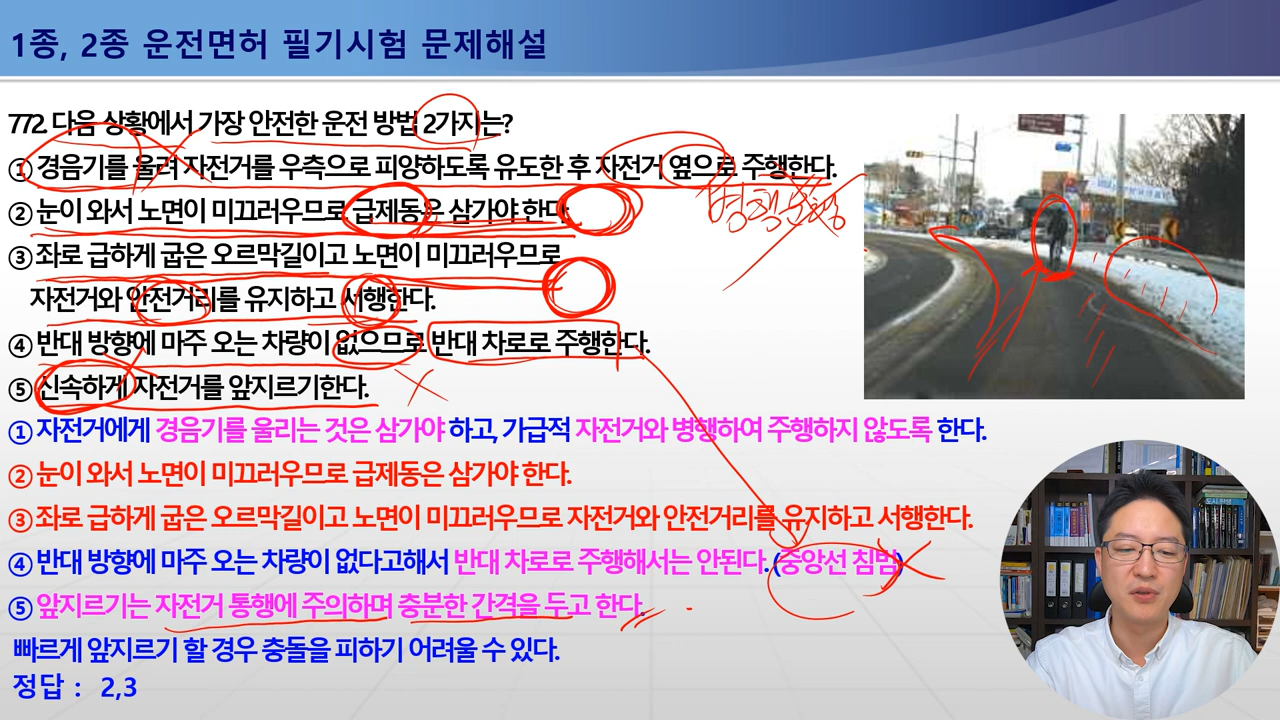 1종, 2종 운전면허 필기시험 문제해설
772. 다음 상황에서 가장 안전한 운전 방법 2가지는?
① 경음기를 울려 자전거를 우측으로 피양하도록 유도한 후 자전거 옆으로 주행한다.
② 눈이 와서 노면이 미끄러우므로 급제동은 삼가야 한다.
③ 좌로 급하게 굽은 오르막길이고 노면이 미끄러우므로
자전거와 안전거리를 유지하고 서행한다.
④ 반대 방향에 마주 오는 차량이 없으므로 반대 차로로 주행한다.
⑤ 신속하게 자전거를 앞지르기한다.
① 자전거에게 경음기를 울리는 것은 삼가야 하고, 가급적 자전거와 병행하여 주행하지 않도록 한다.
② 눈이 와서 노면이 미끄러우므로 급제동은 삼가야 한다.
③ 좌로 급하게 굽은 오르막길이고 노면이 미끄러우므로 자전거와 안전거리를 유지하고 서행한다.
④ 반대 방향에 마주 오는 차량이 없다고해서 반대 차로로 주행해서는 안된다. (중앙선 침범)
⑤ 앞지르기는 자전거 통행에 주의하며 충분한 간격을 두고 한다.
빠르게 앞지르기 할 경우 충돌을 피하기 어려울 수 있다.
정답 : 2,3